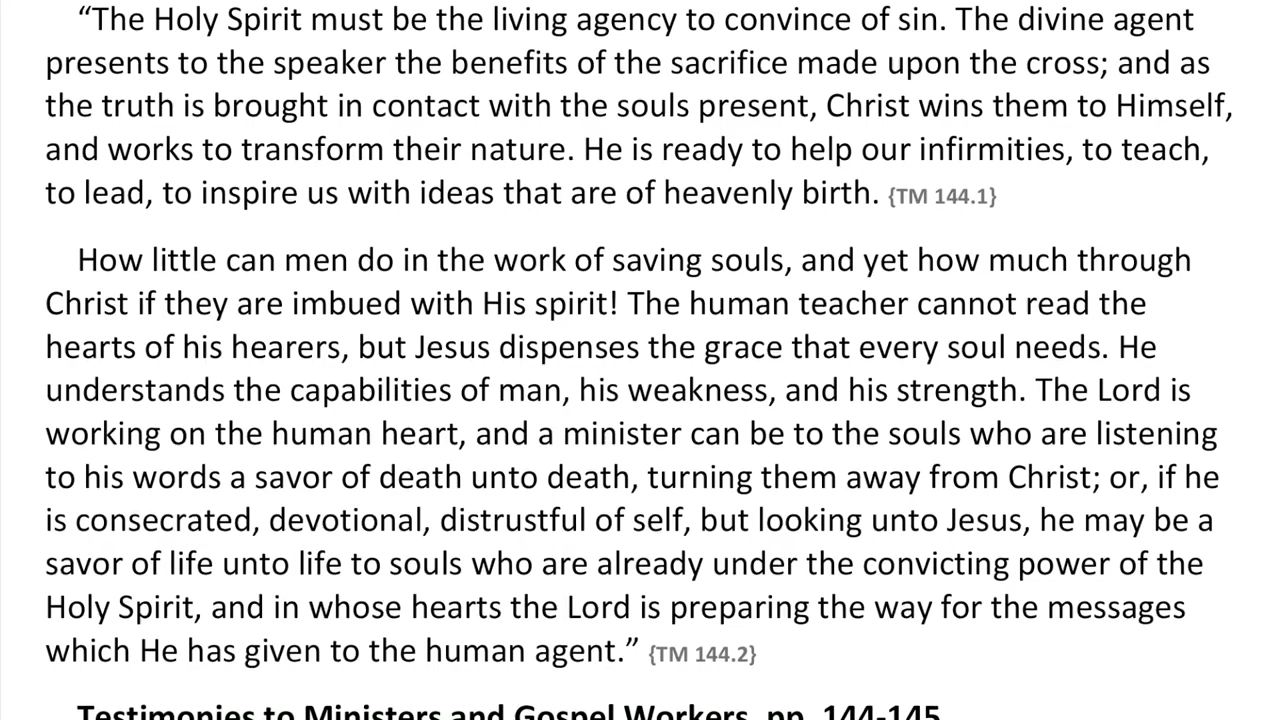 “The Holy Spirit must be the living agency to convince of sin. The divine agent
presents to the speaker the benefits of the sacrifice made upon the cross; and as
the truth is brought in contact with the souls present, Christ wins them to Himself,
and works to transform their nature. He is ready to help our infirmities, to teach,
to lead, to inspire us with ideas that are of heavenly birth. {TM 144.1}
How little can men do in the work of saving souls, and yet how much through
Christ if they are imbued with His spirit! The human teacher cannot read the
hearts of his hearers, but Jesus dispenses the grace that every soul needs. He
understands the capabilities of man, his weakness, and his strength. The Lord is
working on the human heart, and a minister can be to the souls who are listening
to his words a savor of death unto death, turning them away from Christ; or, if he
is consecrated, devotional, distrustful of self, but looking unto Jesus, he may be a
savor of life unto life to souls who are already under the convicting power of the
Holy Spirit, and in whose hearts the Lord is preparing the way for the messages
which He has given to the human agent.” {TM 144.2}
Testimonies to Ministers and Gospel Workers, pp. 144-145